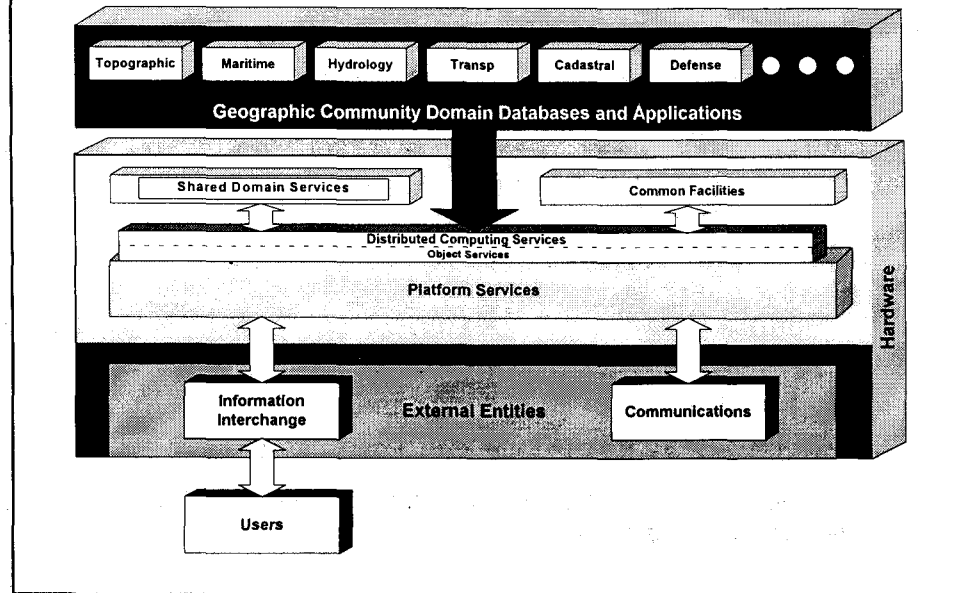 Topographic
Maritime
Hydrology
Transp
Cadastral
Defense
Geographic Community Domain Databases and Applications
Shared Domain Services
Common Facilities
Distributed Computing Services
Object Services
Platform Services
Hardware
Information
Interchange
External Entities
Communications
Users